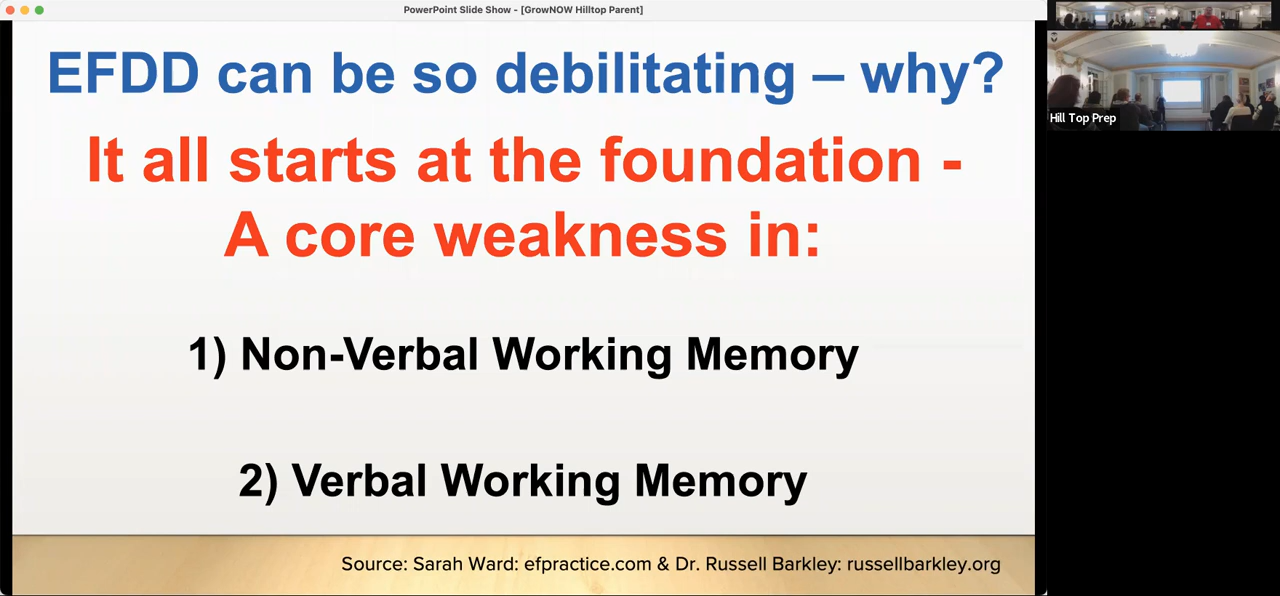 PowerPoint Slide Show - [GrowNOW Hilltop Parent]
EFDD can be so debilitating – why?
It all starts at the foundation -
A core weakness in:
1) Non-Verbal Working Memory
2) Verbal Working Memory
Source: Sarah Ward: efpractice.com & Dr. Russell Barkley: russellbarkley.org
Hill Top Prep